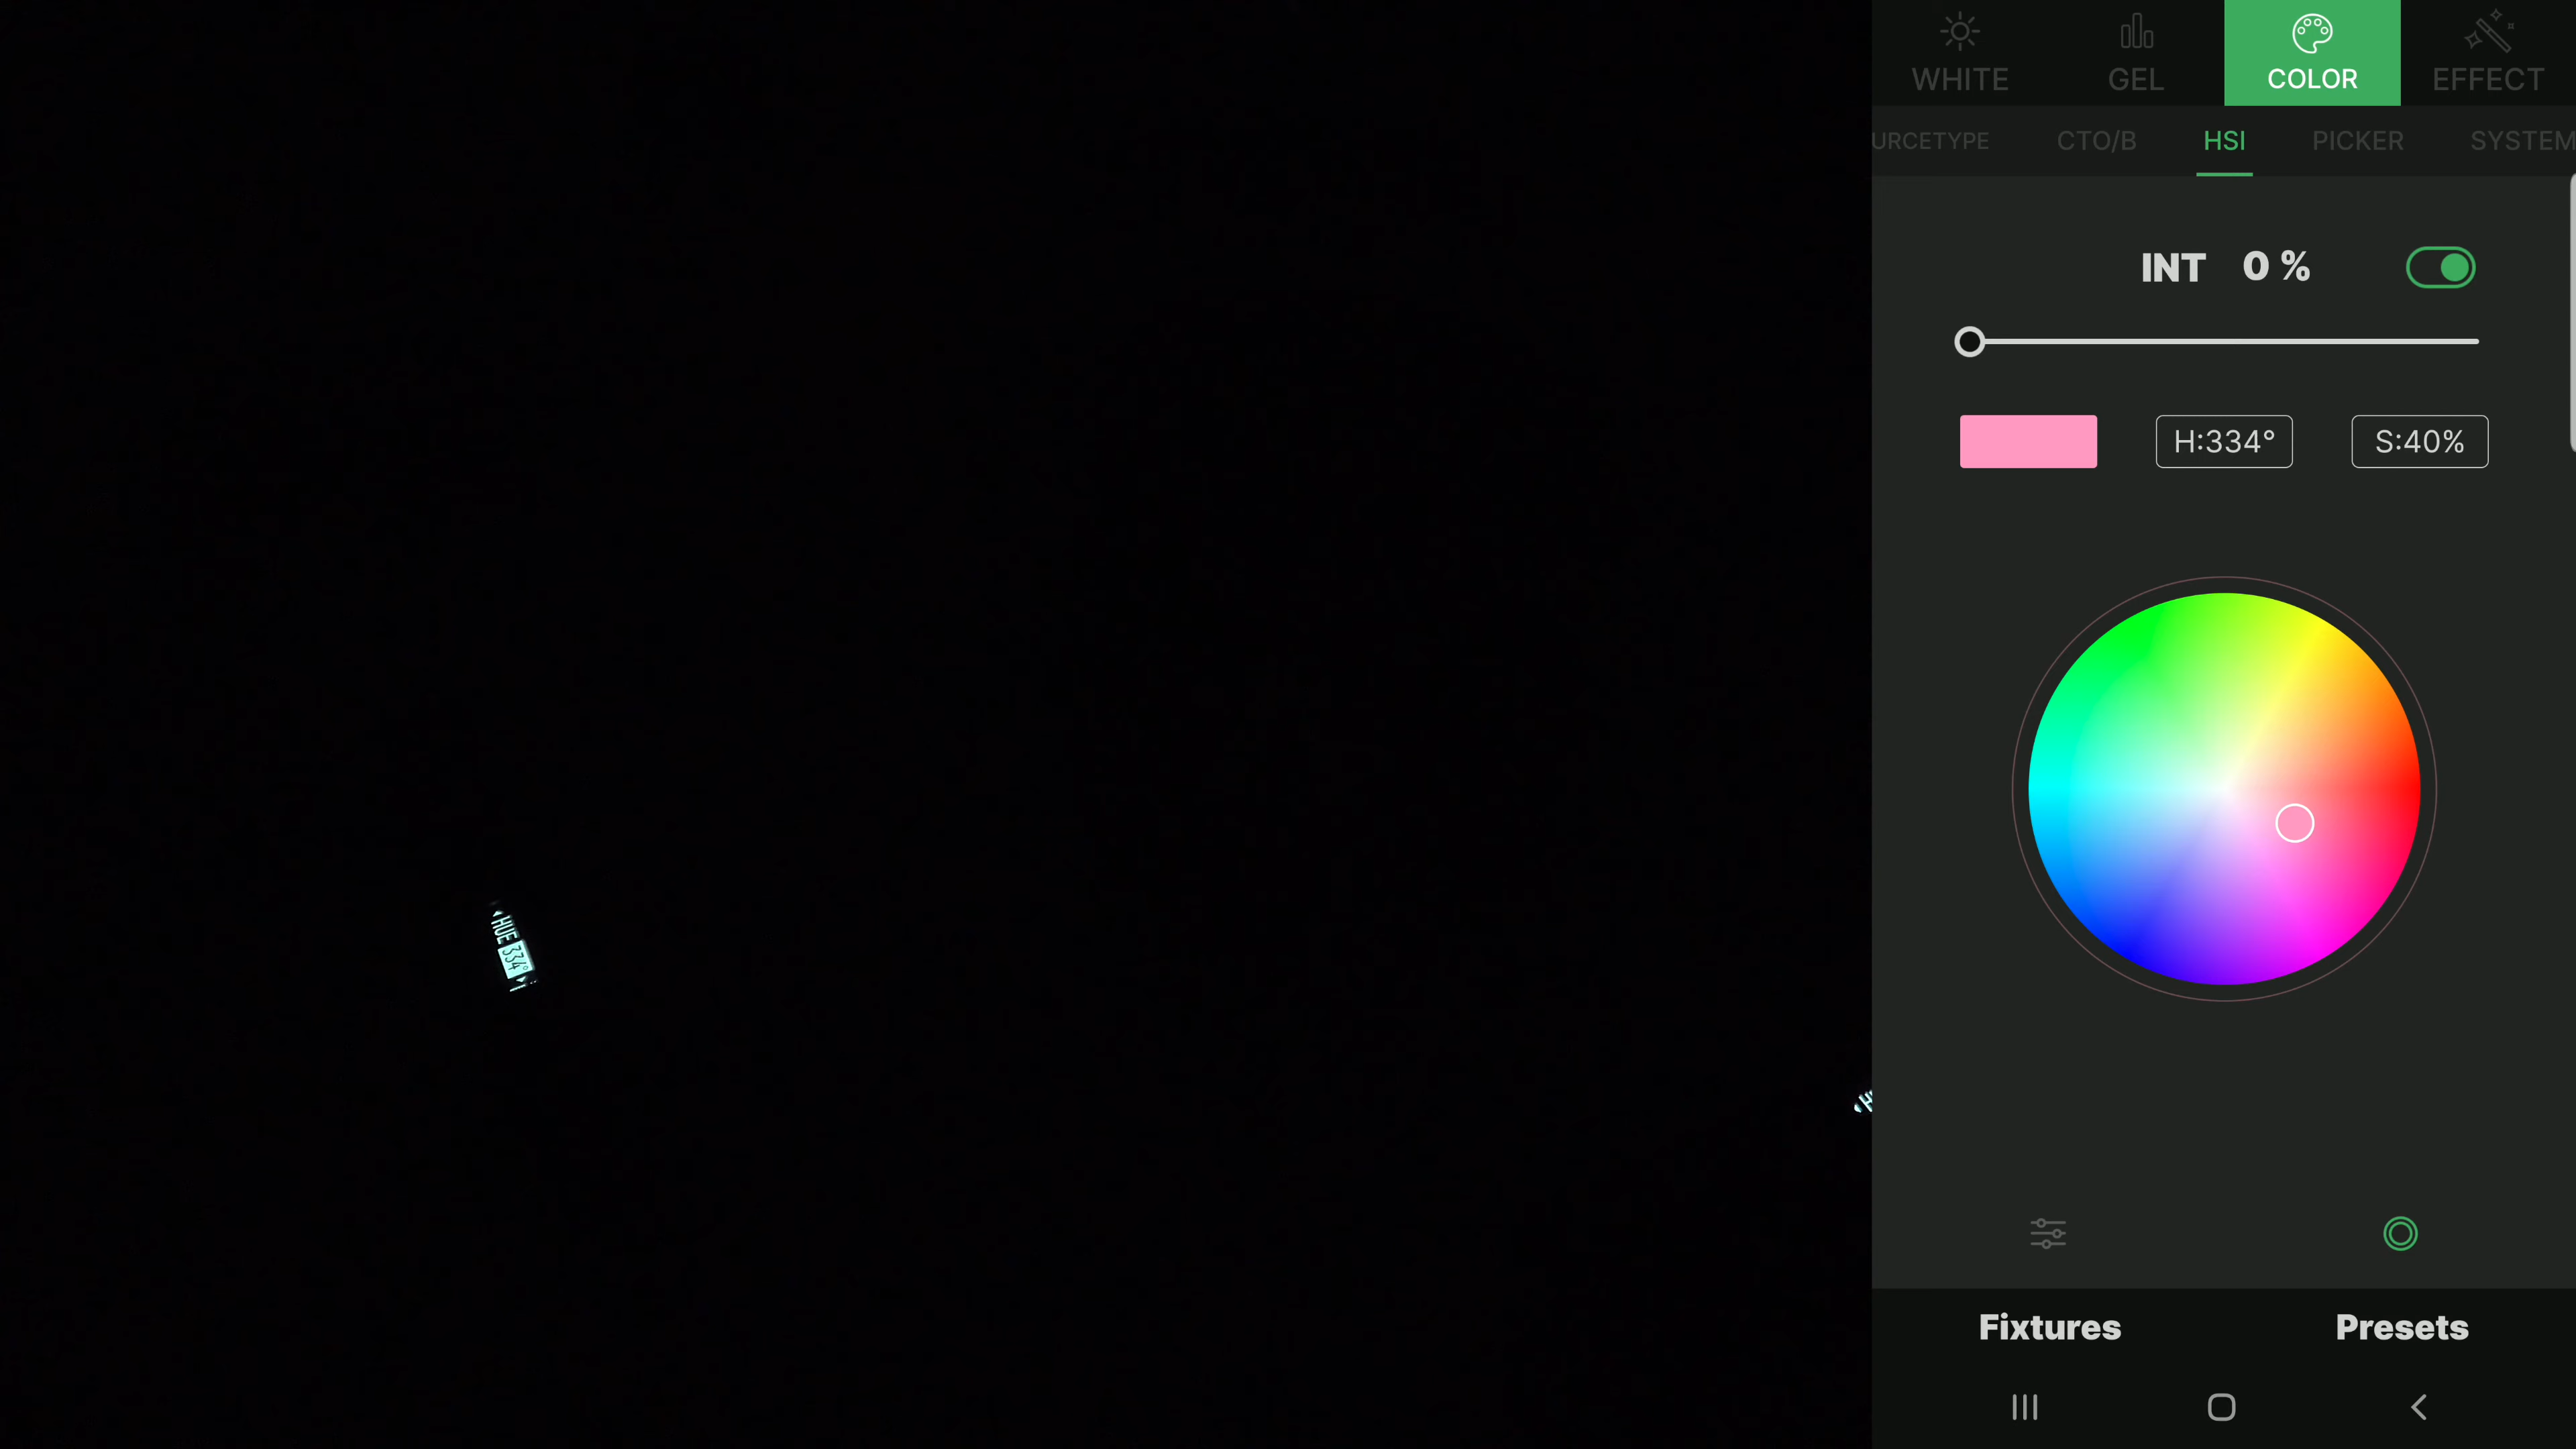 WHITE GEL COLOR EFFECT
URCETYPE CTO/B HSI PICKER SYSTEM
INT 0 %
H:334° S:40%
HUE 334°
Fixtures Presets